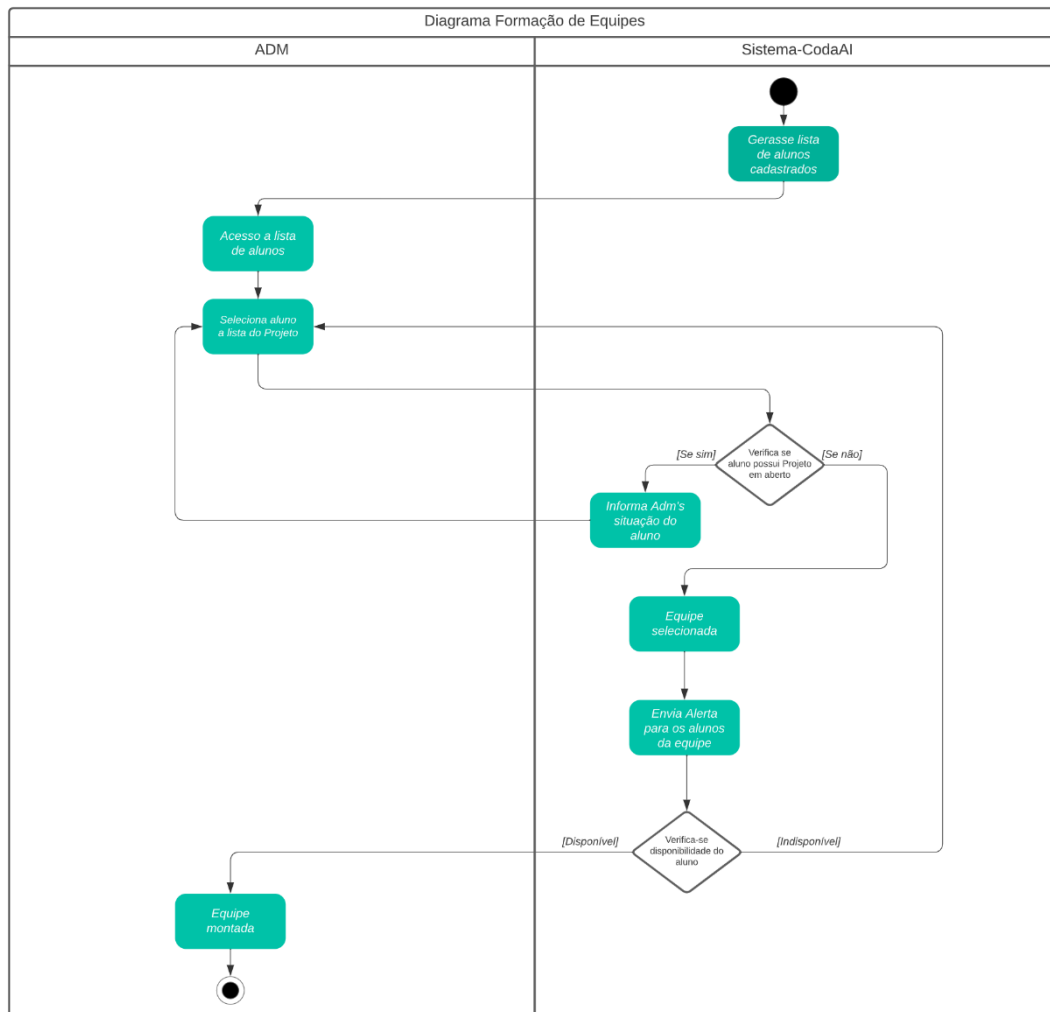 Diagrama Formação de Equipes
ADM
Sistema-CodaAI
Gerasse lista
de alunos
cadastrados
Acesso a lista
de alunos
Seleciona aluno
a lista do Projeto
[Se sim]
Verifica se
aluno possui Projeto
em aberto
[Se não]
Informa Adm's
situação do
aluno
Equipe
selecionada
Envia Alerta
para os alunos
da equipe
[Disponível]
Verifica-se
disponibilidade do
aluno
[Indisponível]
Equipe
montada